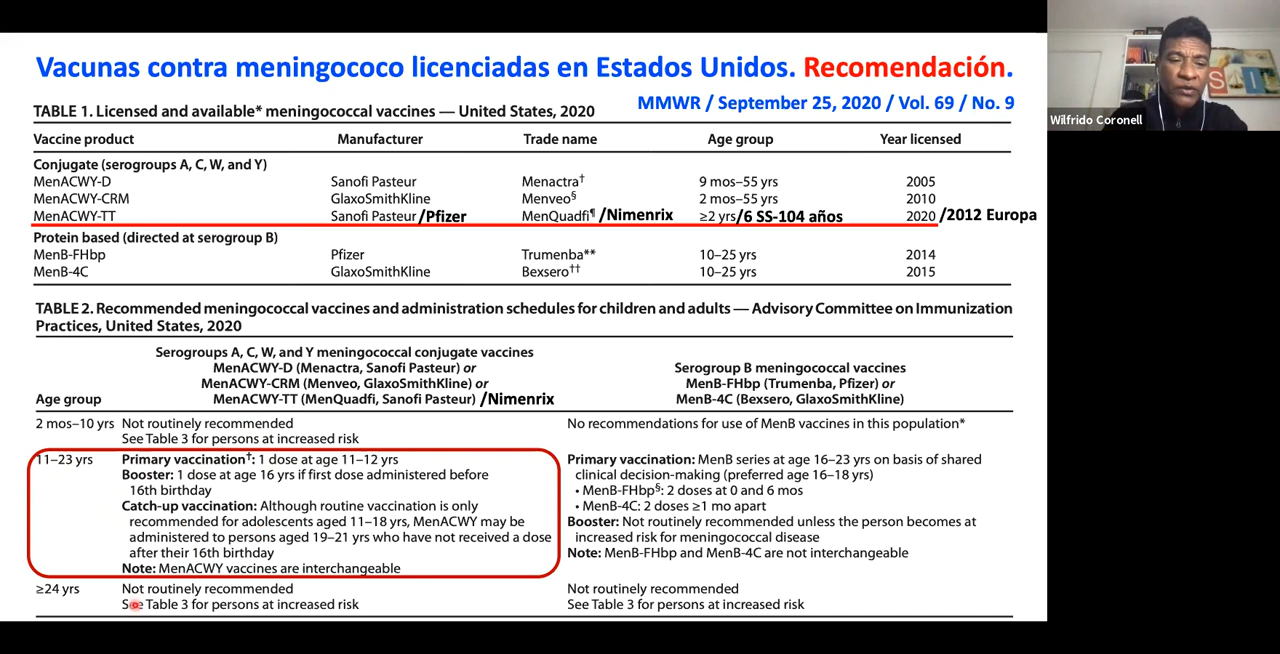 Vacunas contra meningococo licenciadas en Estados Unidos. Recomendación.
MMWR / September 25, 2020 / Vol. 69 / No. 9
TABLE 1. Licensed and available* meningococcal vaccines — United States, 2020
Vaccine product Manufacturer Trade name Age group Year licensed
Conjugate (serogroups A, C, W, and Y)
MenACWY-D Sanofi Pasteur Menactra† 9 mos–55 yrs 2005
MenACWY-CRM GlaxoSmithKline Menveo§ 2 mos–55 yrs 2010
MenACWY-TT Sanofi Pasteur /Pfizer MenQuadfi¶ /Nimenrix ≥2 yrs/6 SS-104 años 2020 /2012 Europa
Protein based (directed at serogroup B)
MenB-FHbp Pfizer Trumenba** 10–25 yrs 2014
MenB-4C GlaxoSmithKline Bexsero†† 10–25 yrs 2015
TABLE 2. Recommended meningococcal vaccines and administration schedules for children and adults — Advisory Committee on Immunization
Practices, United States, 2020
Age group
Serogroups A, C, W, and Y meningococcal conjugate vaccines
MenACWY-D (Menactra, Sanofi Pasteur) or
MenACWY-CRM (Menveo, GlaxoSmithKline) or
MenACWY-TT (MenQuadfi, Sanofi Pasteur) /Nimenrix
Serogroup B meningococcal vaccines
MenB-FHbp (Trumenba, Pfizer) or
MenB-4C (Bexsero, GlaxoSmithKline)
2 mos–10 yrs
Not routinely recommended
See Table 3 for persons at increased risk
No recommendations for use of MenB vaccines in this population*
11–23 yrs
Primary vaccination†: 1 dose at age 11–12 yrs
Booster: 1 dose at age 16 yrs if first dose administered before
16th birthday
Catch-up vaccination: Although routine vaccination is only
recommended for adolescents aged 11–18 yrs, MenACWY may be
administered to persons aged 19–21 yrs who have not received a dose
after their 16th birthday
Note: MenACWY vaccines are interchangeable
Primary vaccination: MenB series at age 16–23 yrs on basis of shared
clinical decision-making (preferred age 16–18 yrs)
• MenB-FHbp§: 2 doses at 0 and 6 mos
• MenB-4C: 2 doses ≥1 mo apart
Booster: Not routinely recommended unless the person becomes at
increased risk for meningococcal disease
Note: MenB-FHbp and MenB-4C are not interchangeable
≥24 yrs
Not routinely recommended
See Table 3 for persons at increased risk
Not routinely recommended
See Table 3 for persons at increased risk
Wilfrido Coronell